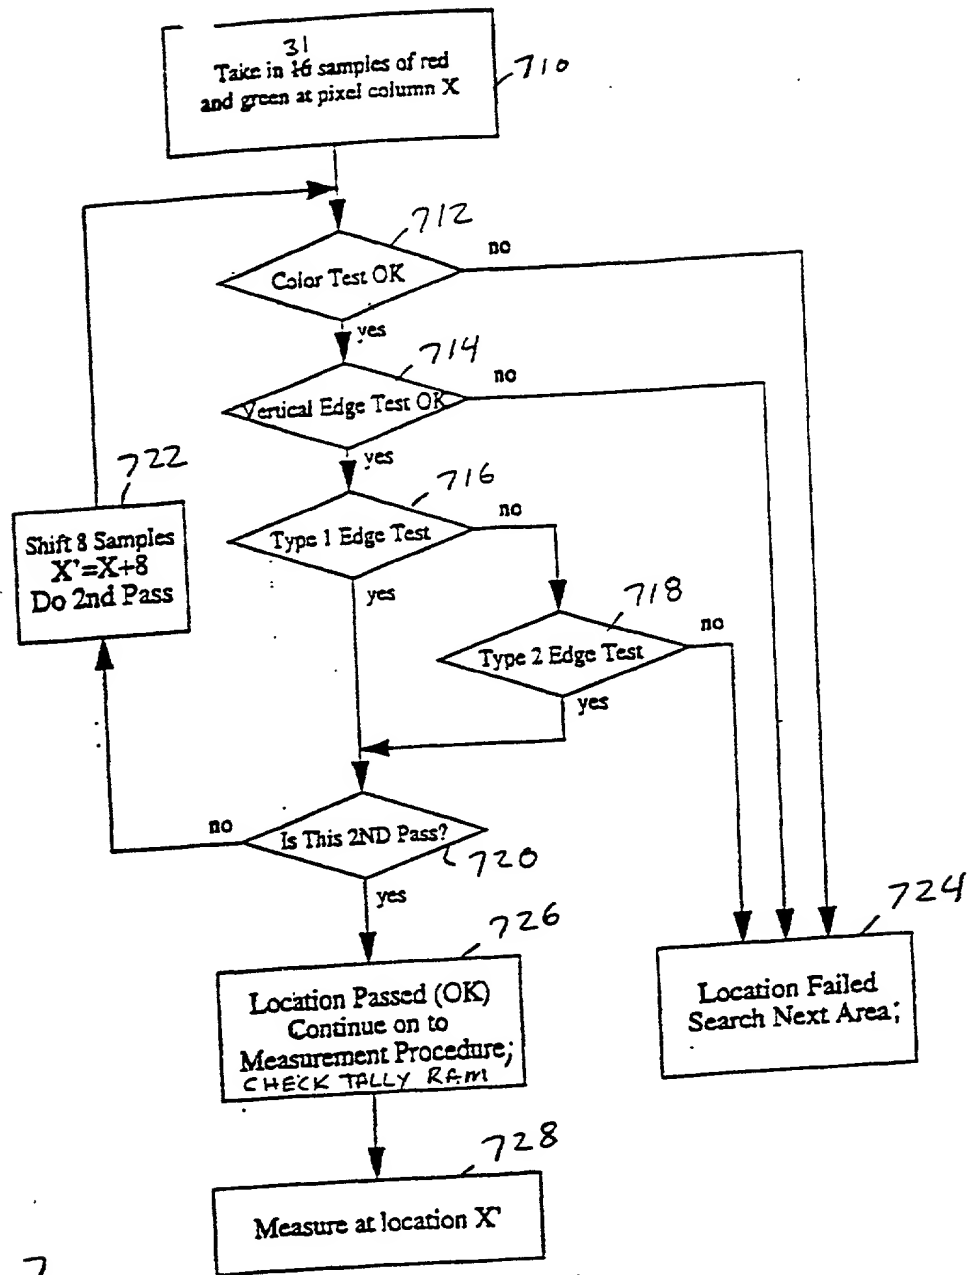 31
Take in 16 samples of red
and green at pixel column X
710
712
no
Color Test OK
yes
714
no
Vertical Edge Test OK
yes
722
716
no
Shift 8 Samples
X'=X+8
Do 2nd Pass
Type 1 Edge Test
yes
718
no
Type 2 Edge Test
yes
no
Is This 2ND Pass?
720
yes
724
726
Location Failed
Search Next Area;
Location Passed (OK)
Continue on to
Measurement Procedure;
CHECK TALLY RAM
728
Measure at location X'
7